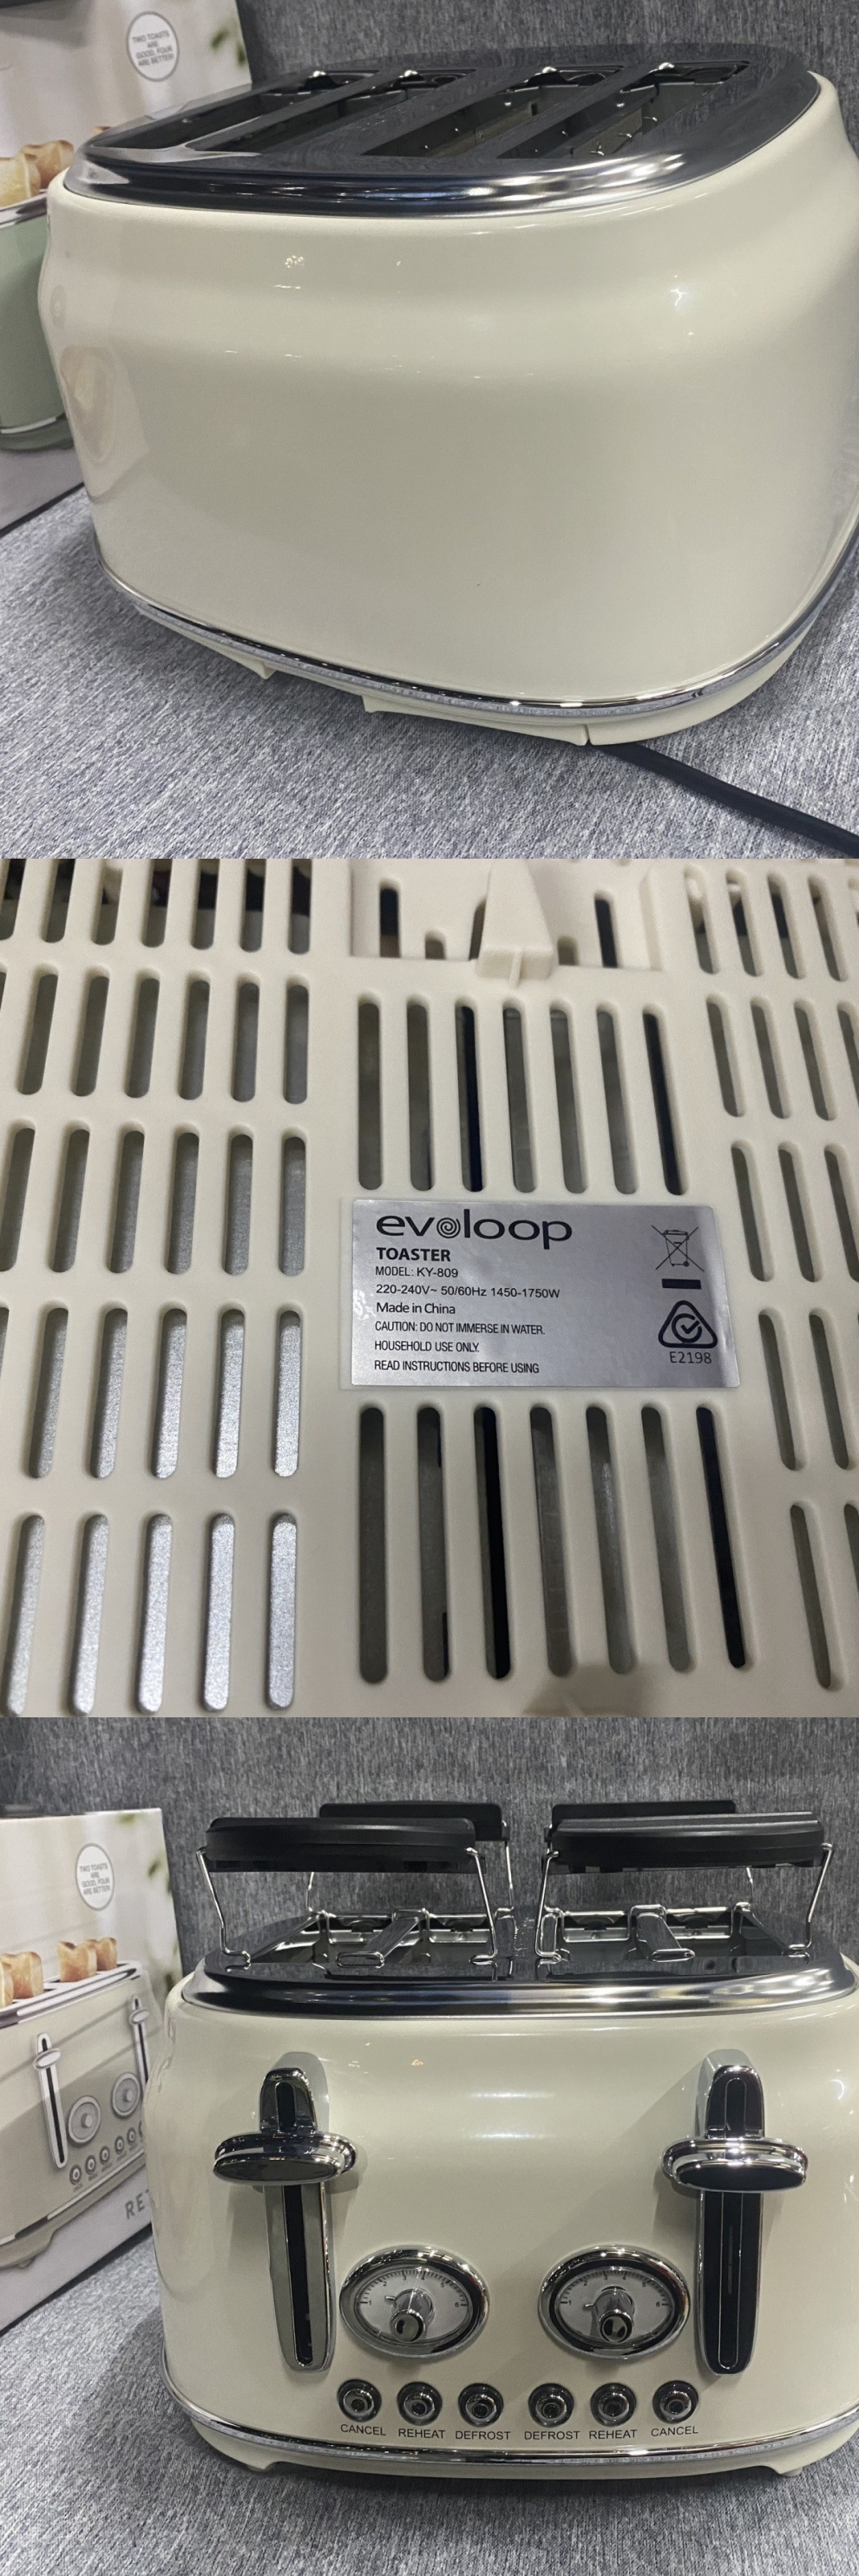 TWO TOASTS
ARE
GOOD, FOUR
ARE BETTER!
evoloop
TOASTER
MODEL: KY-809
220-240V~ 50/60Hz 1450-1750W
Made in China
CAUTION: DO NOT IMMERSE IN WATER.
HOUSEHOLD USE ONLY.
READ INSTRUCTIONS BEFORE USING
E2198
TWO TOASTS
ARE
GOOD, FOUR
ARE BETTER!
RET
CANCEL REHEAT DEFROST DEFROST REHEAT CANCEL